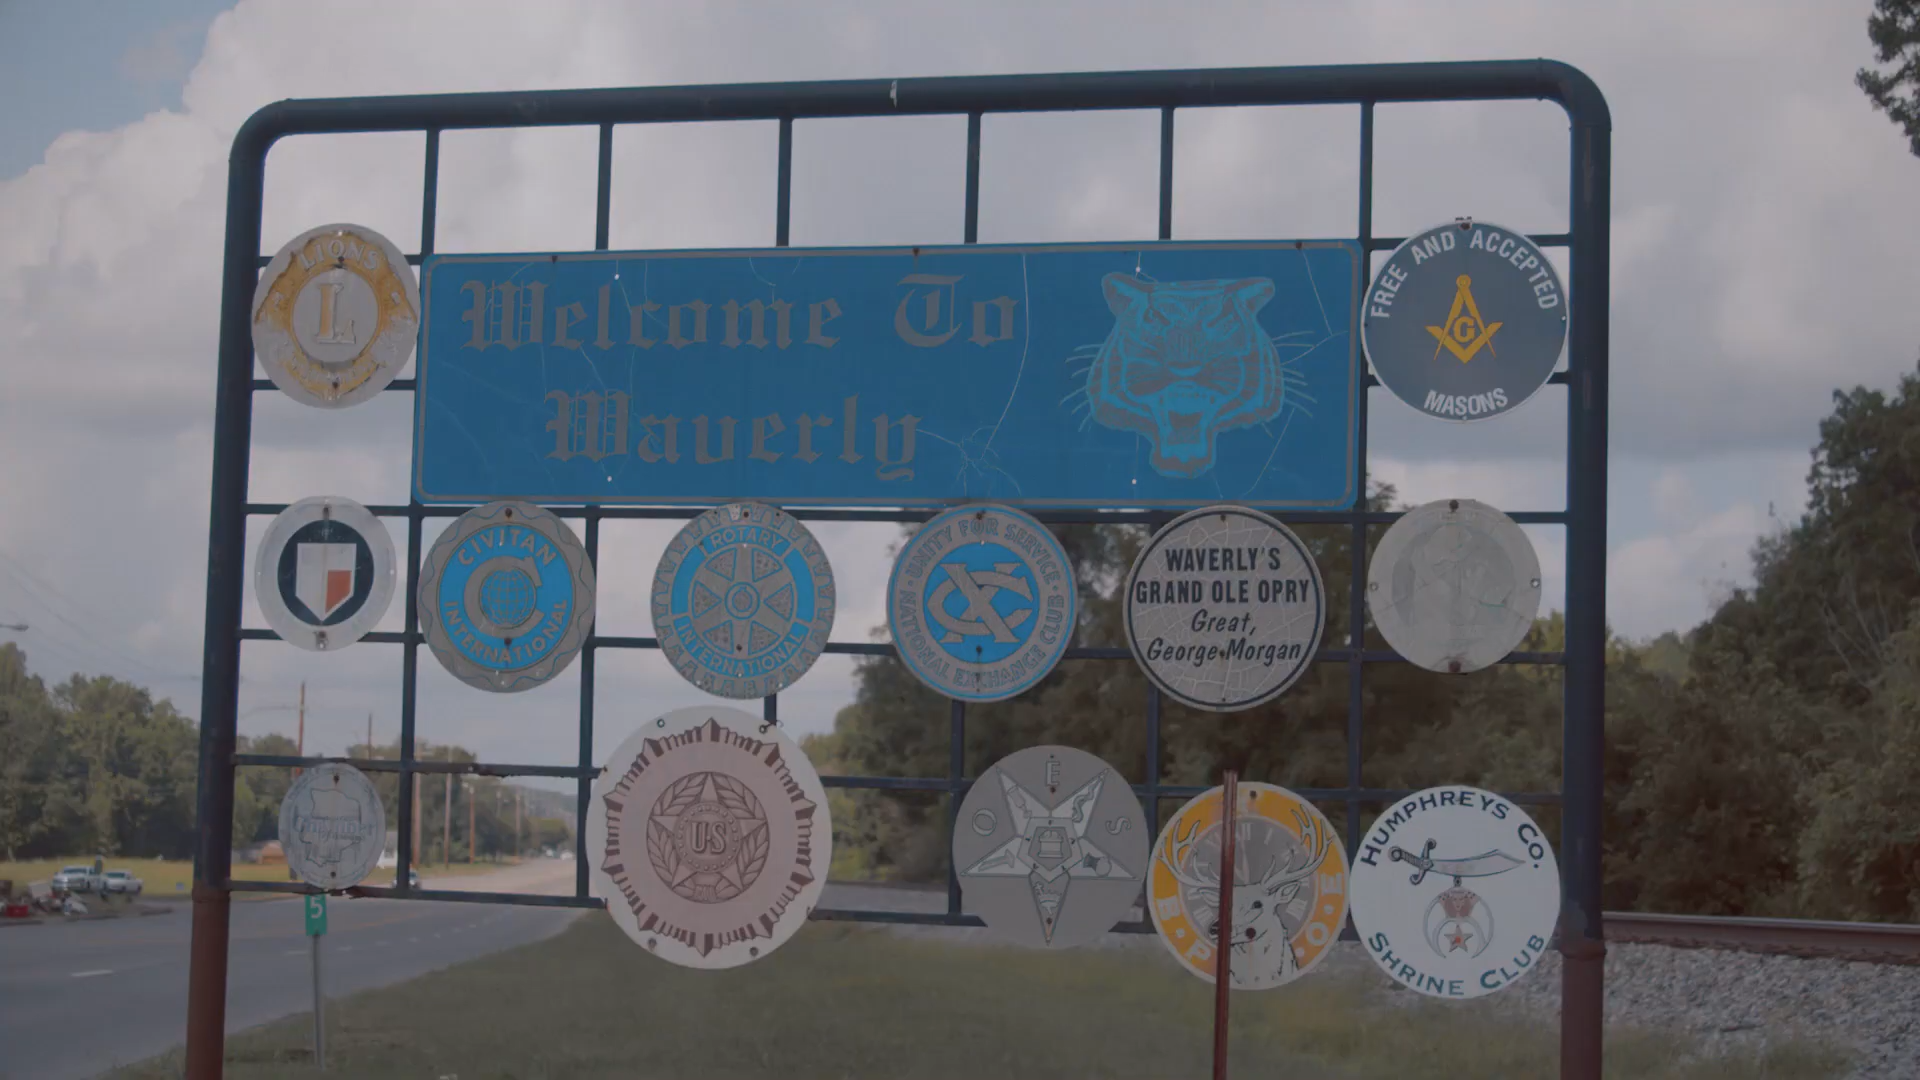 LIONS
L
Welcome To
Waverly
FREE AND ACCEPTED
G
MASONS
CIVITAN
C
INTERNATIONAL
ROTARY
INTERNATIONAL
UNITY FOR SERVICE
XC
NATIONAL EXCHANGE CLUB
WAVERLY'S
GRAND OLE OPRY
Great,
George Morgan
5
US
O E S
B.P.O.E
HUMPHREYS CO.
SHRINE CLUB